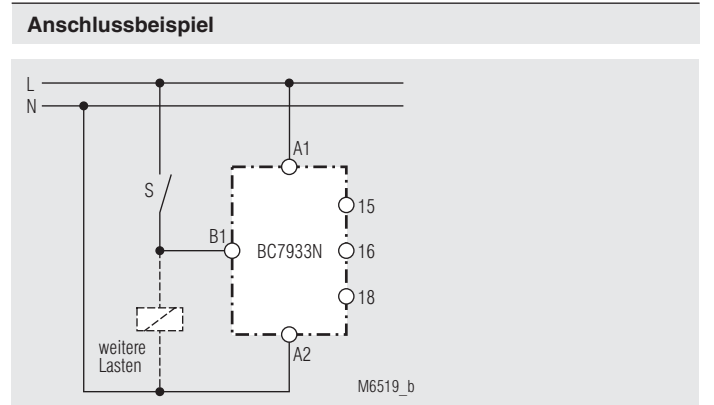 Anschlussbeispiel
L
N
A1
S
15
B1
BC7933N
16
18
weitere
Lasten
A2
M6519_b